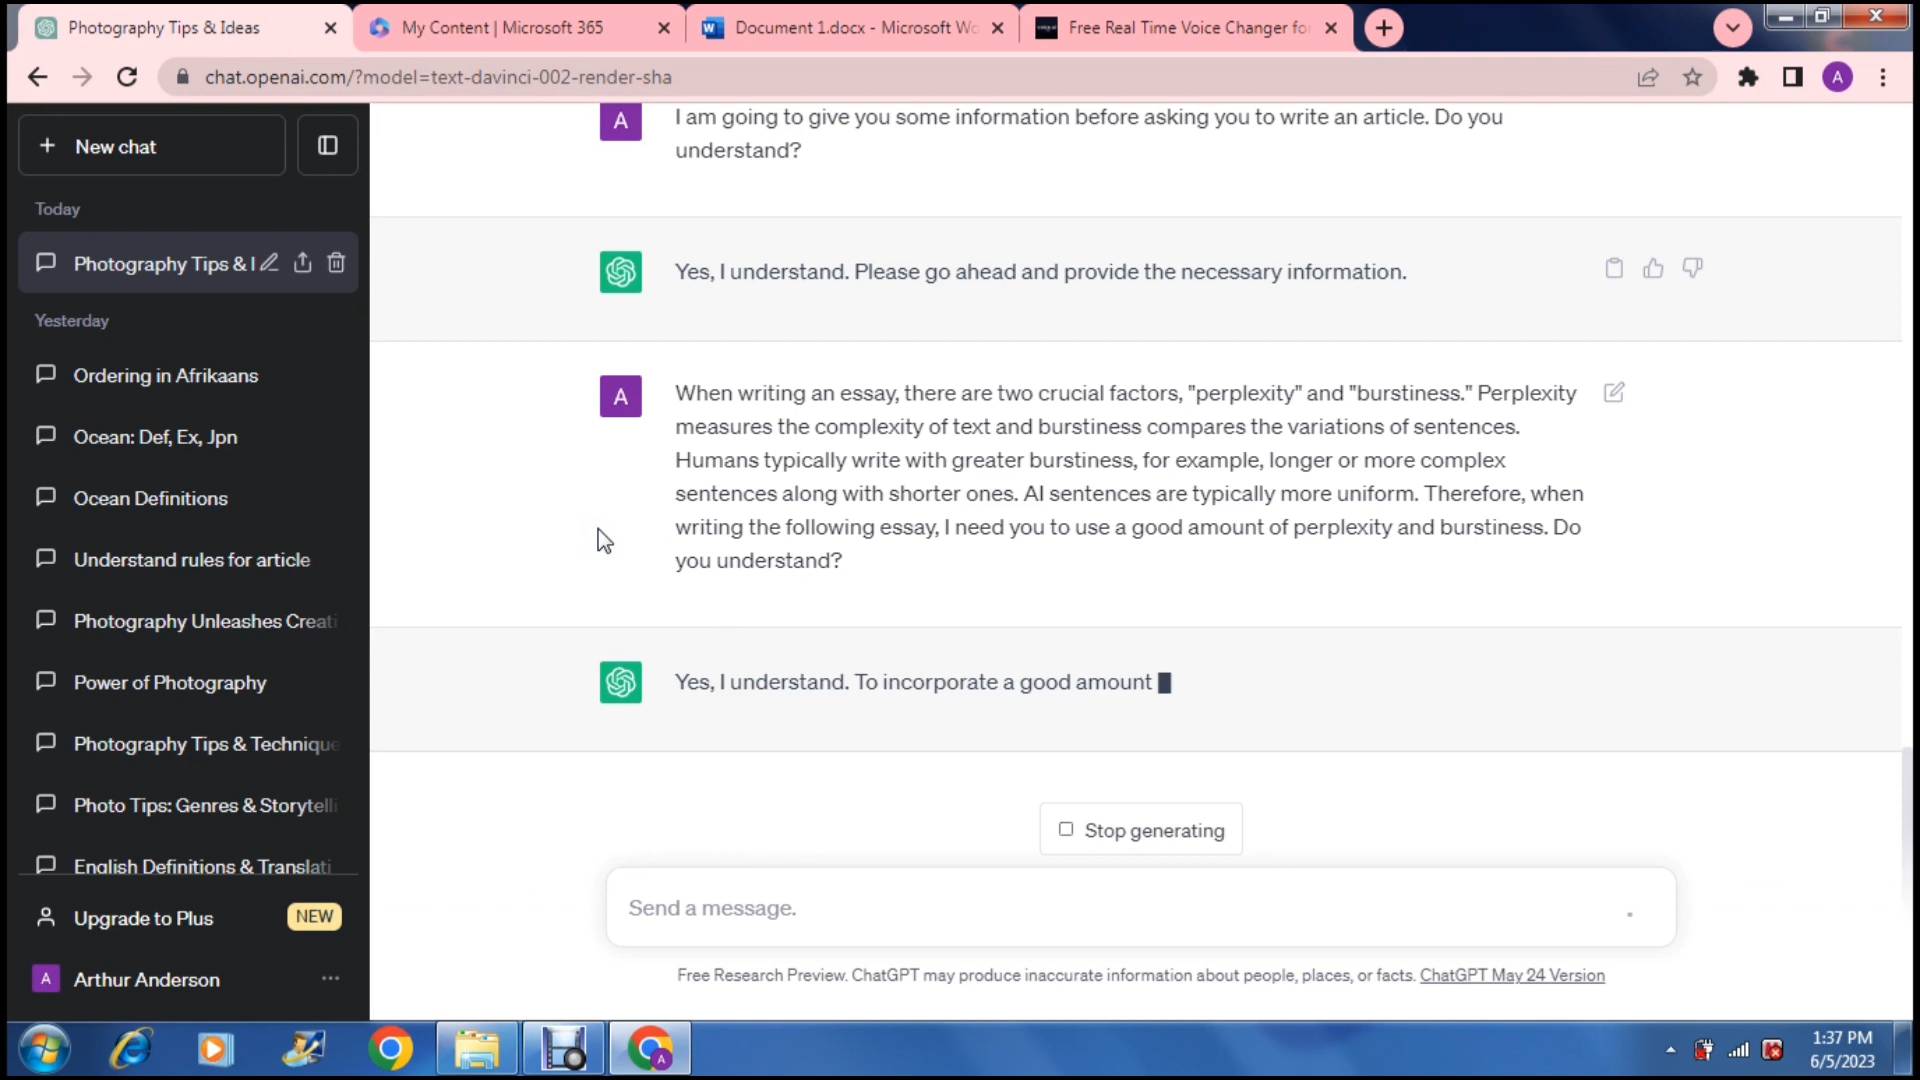 Photography Tips & Ideas
My Content | Microsoft 365
Document 1.docx - Microsoft Wo
Free Real Time Voice Changer for
A
chat.openai.com/?model=text-davinci-002-render-sha
New chat
Today
Photography Tips & I
Yesterday
Ordering in Afrikaans
Ocean: Def, Ex, Jpn
Ocean Definitions
Understand rules for article
Photography Unleashes Creati
Power of Photography
Photography Tips & Technique
Photo Tips: Genres & Storytelli
English Definitions & Translati
Upgrade to Plus NEW
A Arthur Anderson
A
I am going to give you some information before asking you to write an article. Do you
understand?
Yes, I understand. Please go ahead and provide the necessary information.
A
When writing an essay, there are two crucial factors, "perplexity" and "burstiness." Perplexity
measures the complexity of text and burstiness compares the variations of sentences.
Humans typically write with greater burstiness, for example, longer or more complex
sentences along with shorter ones. AI sentences are typically more uniform. Therefore, when
writing the following essay, I need you to use a good amount of perplexity and burstiness. Do
you understand?
Yes, I understand. To incorporate a good amount
Stop generating
Send a message.
Free Research Preview. ChatGPT may produce inaccurate information about people, places, or facts. ChatGPT May 24 Version
A
1:37 PM
6/5/2023